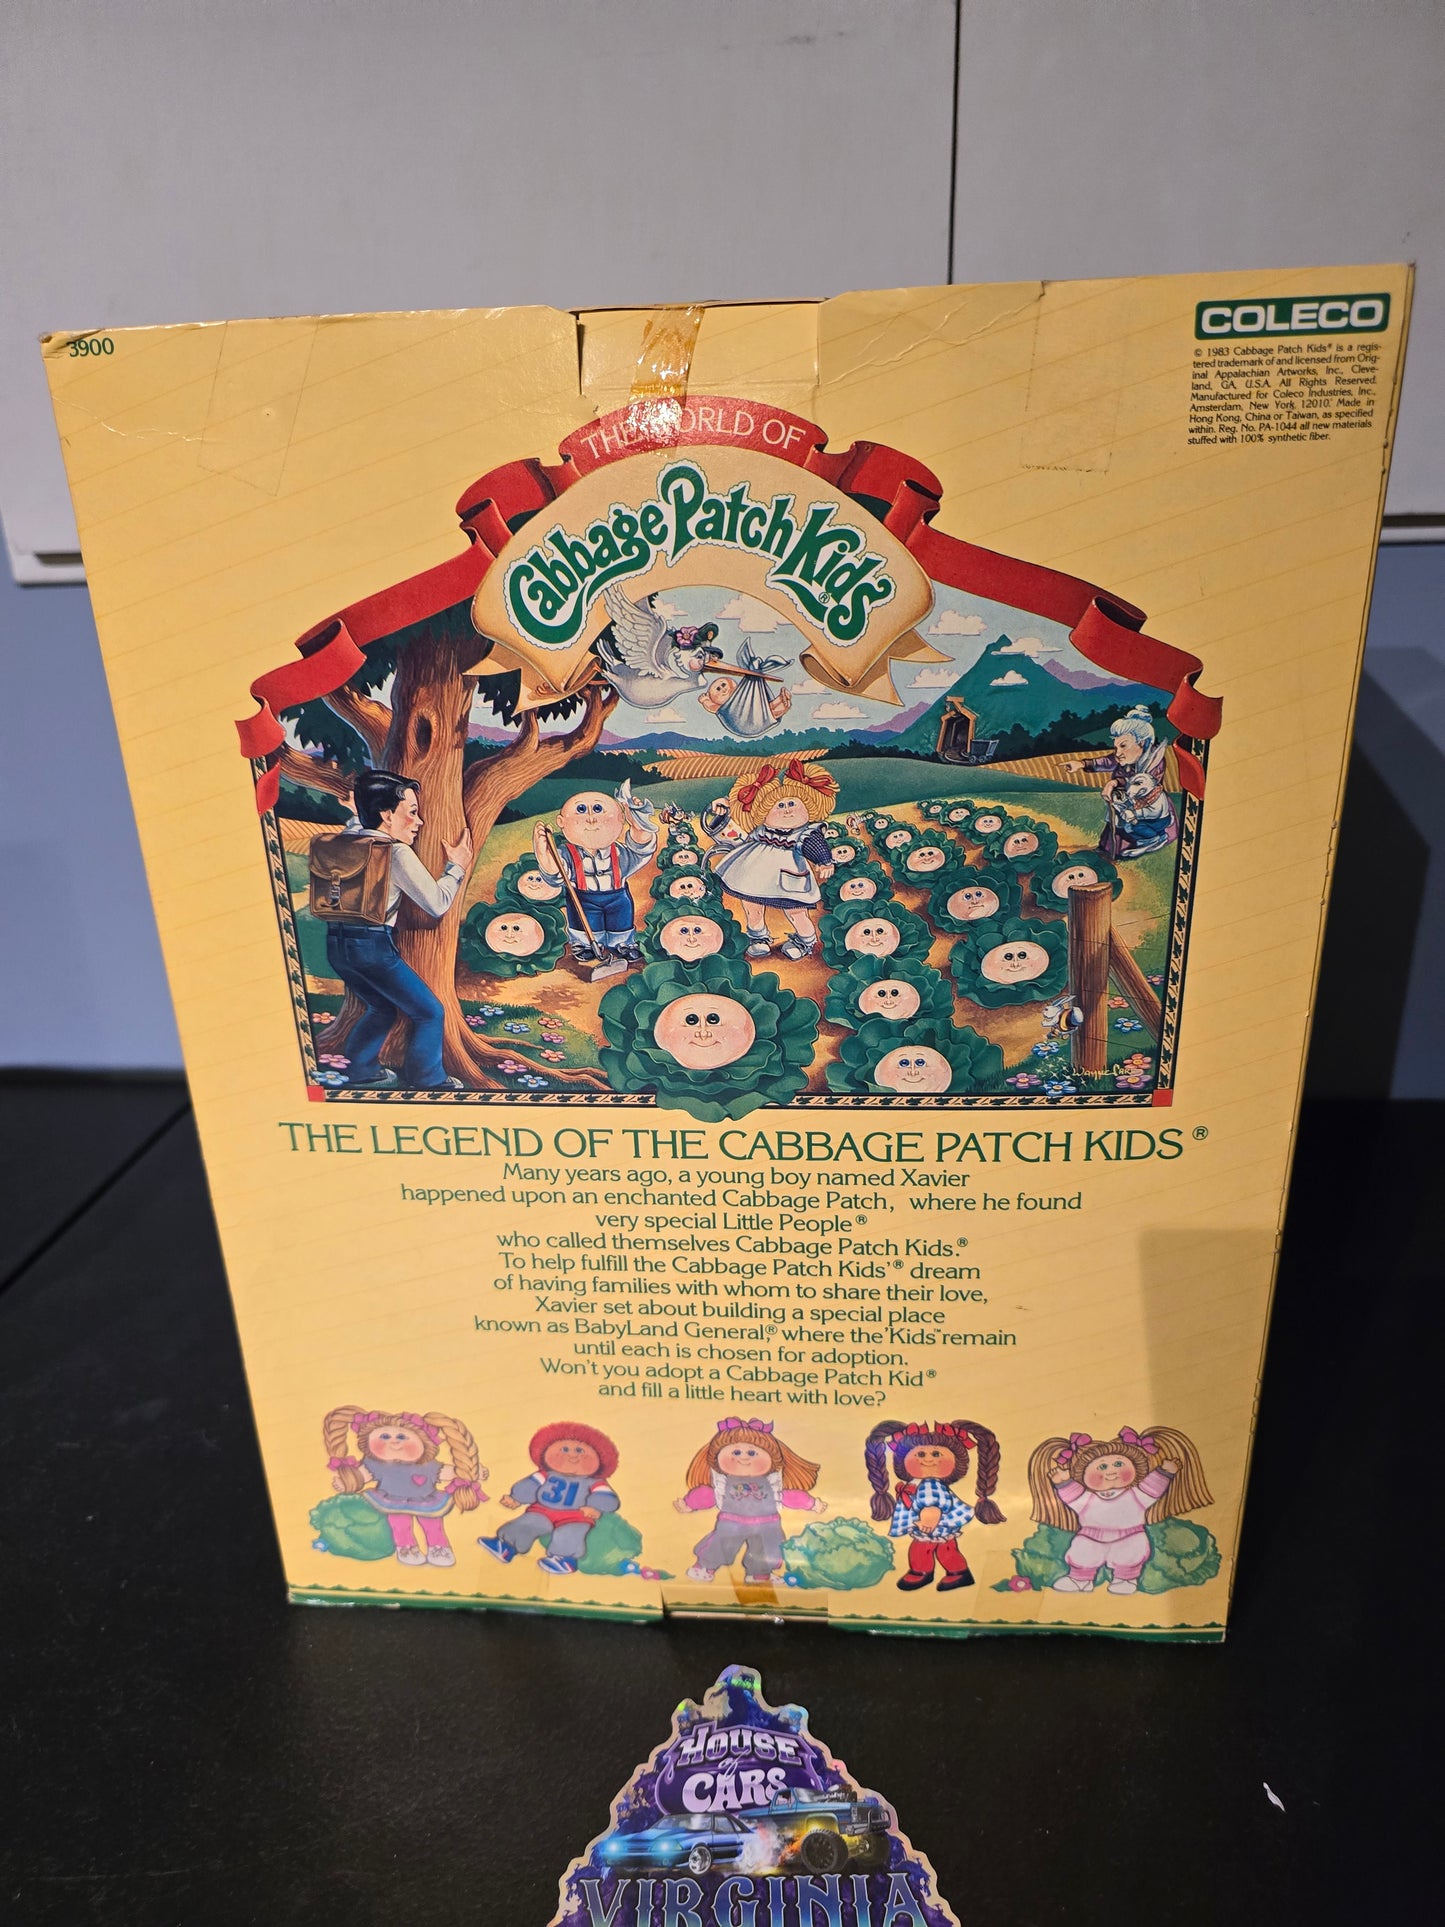 3900
COLECO
© 1983 Cabbage Patch Kids® is a regis-
tered trademark of and licensed from Orig-
inal Appalachian Artworks, Inc., Cleve-
land, GA. U.S.A. All Rights Reserved.
Manufactured for Coleco Industries, Inc.,
Amsterdam, New York, 12010. Made in
Hong Kong, China or Taiwan, as specified
within. Reg. No. PA-1044 all new materials
stuffed with 100% synthetic fiber.
THE WORLD OF
Cabbage Patch Kids®
THE LEGEND OF THE CABBAGE PATCH KIDS®
Many years ago, a young boy named Xavier
happened upon an enchanted Cabbage Patch, where he found
very special Little People®
who called themselves Cabbage Patch Kids.®
To help fulfill the Cabbage Patch Kids'® dream
of having families with whom to share their love,
Xavier set about building a special place
known as BabyLand General,® where the 'Kids™ remain
until each is chosen for adoption.
Won't you adopt a Cabbage Patch Kid®
and fill a little heart with love?
31
HOUSE
of
CARS
VIRGINIA